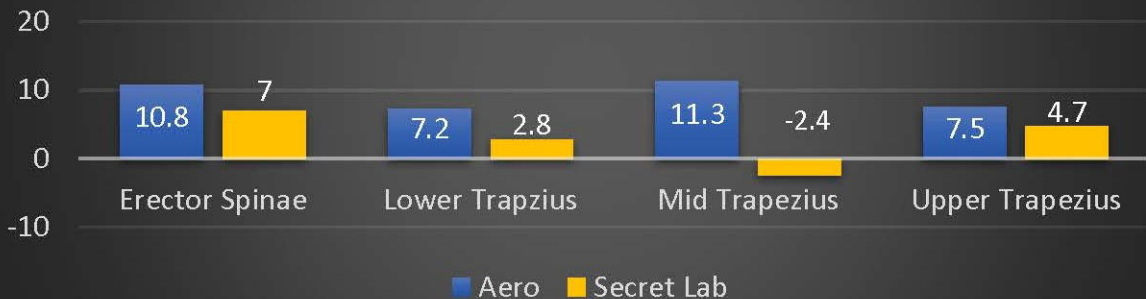 20
10
0
-10
10.8
7
7.2
2.8
11.3
-2.4
7.5
4.7
Erector Spinae
Lower Trapzius
Mid Trapezius
Upper Trapezius
Aero
Secret Lab